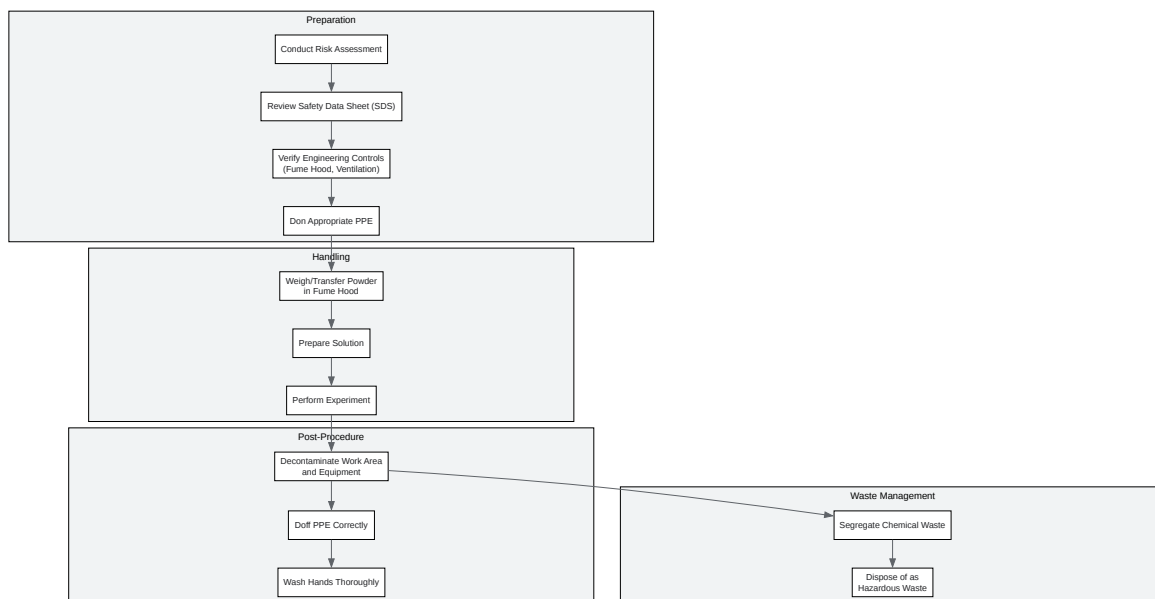 Preparation
Conduct Risk Assessment
Review Safety Data Sheet (SDS)
Verify Engineering Controls
(Fume Hood, Ventilation)
Don Appropriate PPE
Handling
Weigh/Transfer Powder
in Fume Hood
Prepare Solution
Perform Experiment
Post-Procedure
Decontaminate Work Area
and Equipment
Doff PPE Correctly
Wash Hands Thoroughly
Waste Management
Segregate Chemical Waste
Dispose of as
Hazardous Waste